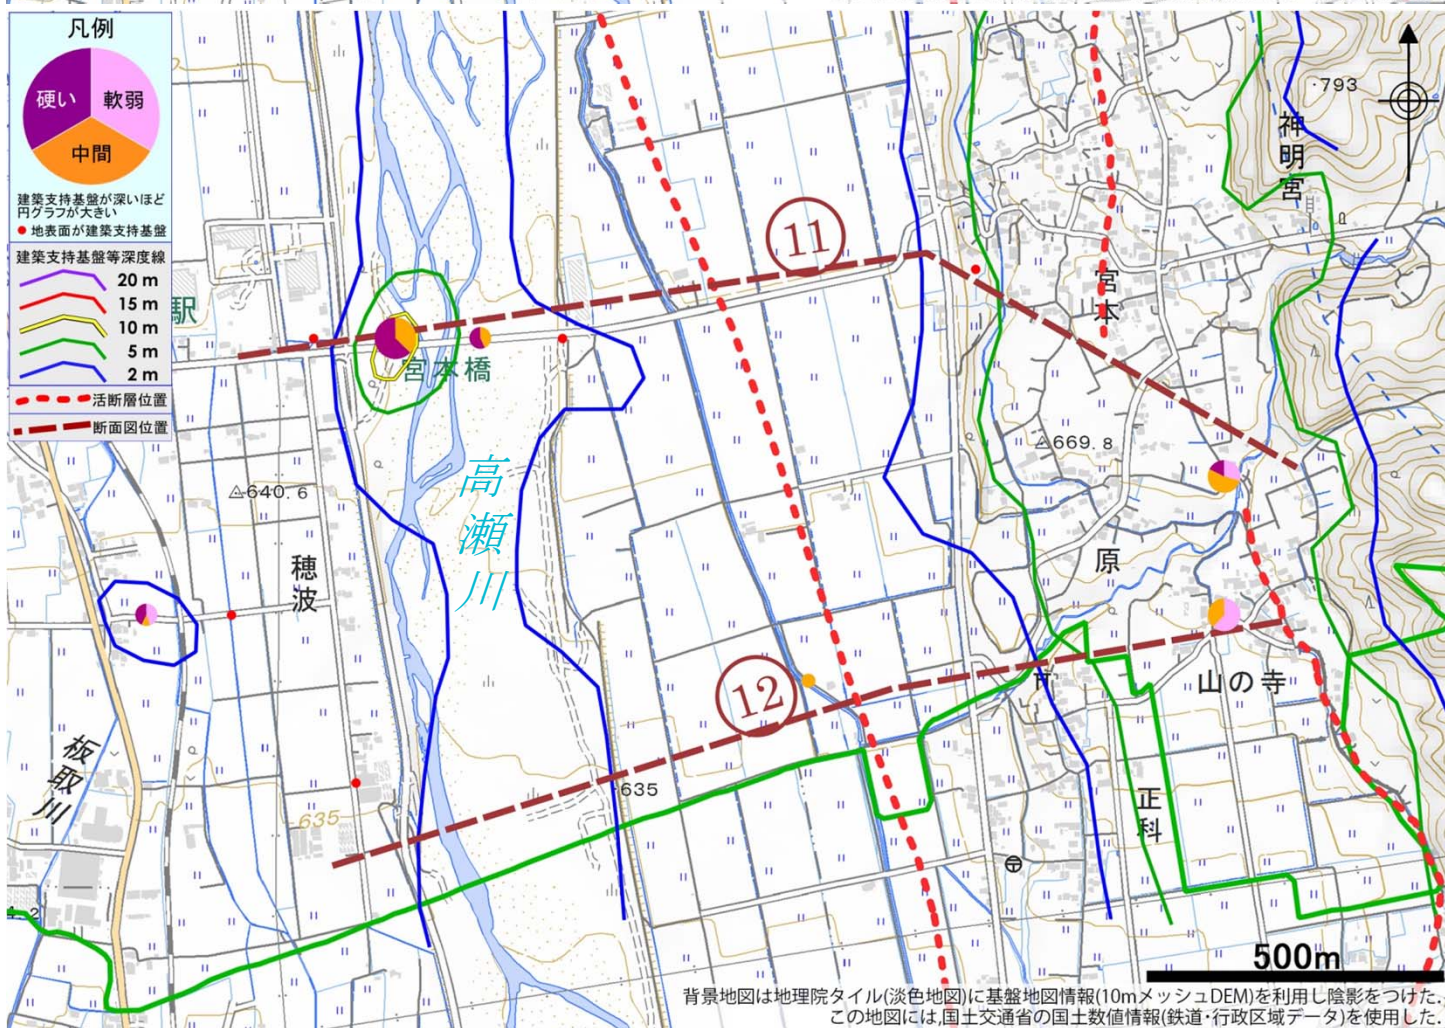 凡例
硬い
軟弱
中間
建築支持基盤が深いほど
円グラフが大きい
地表面が建築支持基盤
建築支持基盤等深度線
20 m
15 m
10 m
5 m
2 m
活断層位置
断面図位置
駅
宮本橋
高瀬川
11
793
神明宮
宮本
669.8
640.6
穂波
原
12
山の寺
板取川
635
635
正科
500m
背景地図は地理院タイル(淡色地図)に基盤地図情報(10mメッシュDEM)を利用し陰影をつけた.
この地図には,国土交通省の国土数値情報(鉄道・行政区域データ)を使用した.